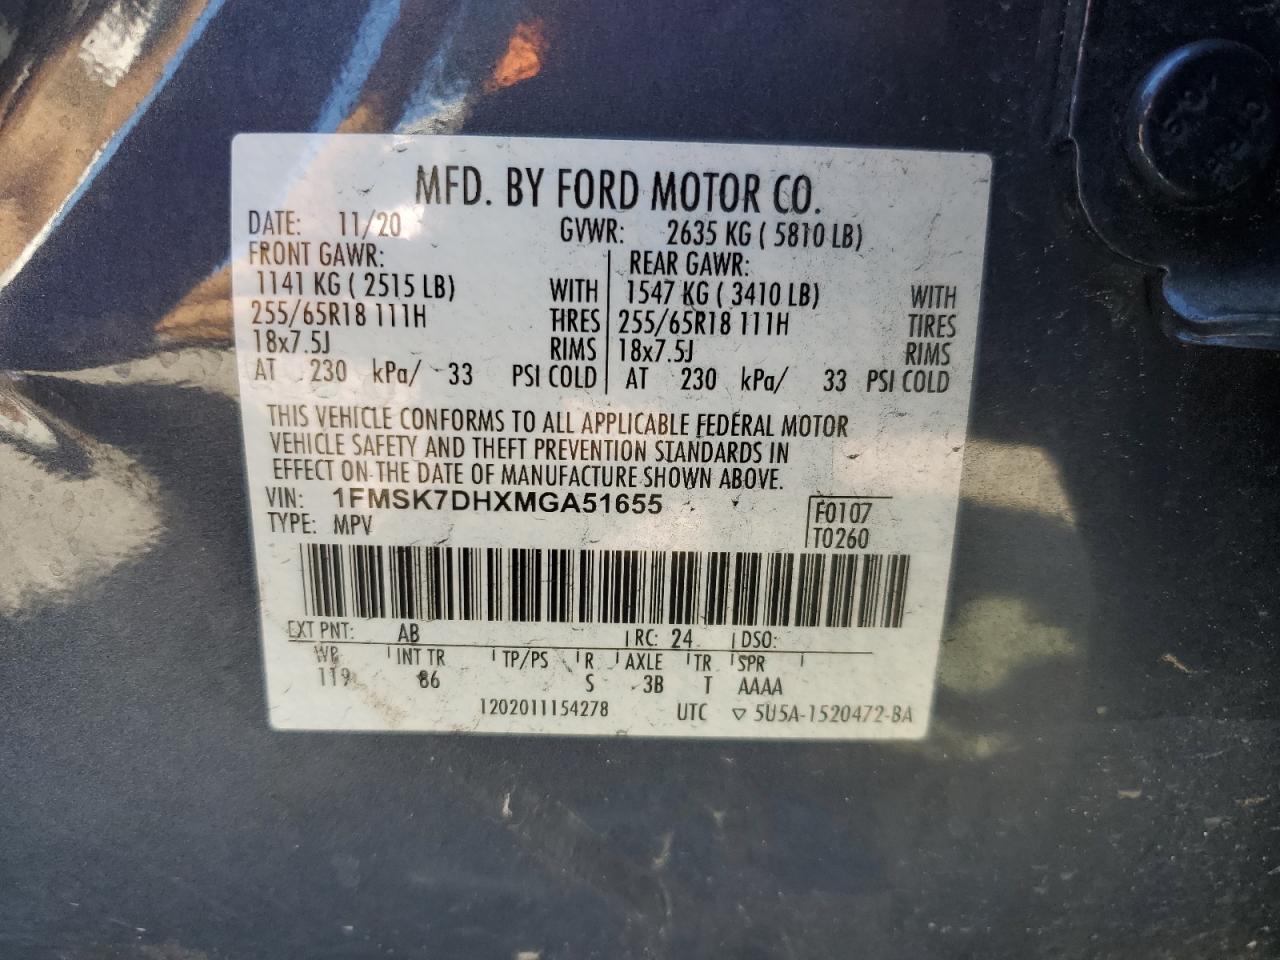 MFD. BY FORD MOTOR CO.
DATE: 11/20 GVWR: 2635 KG ( 5810 LB)
FRONT GAWR: REAR GAWR:
1141 KG ( 2515 LB) WITH 1547 KG ( 3410 LB) WITH
255/65R18 111H TIRES 255/65R18 111H TIRES
18x7.5J RIMS 18x7.5J RIMS
AT 230 kPa/ 33 PSI COLD AT 230 kPa/ 33 PSI COLD
THIS VEHICLE CONFORMS TO ALL APPLICABLE FEDERAL MOTOR
VEHICLE SAFETY AND THEFT PREVENTION STANDARDS IN
EFFECT ON THE DATE OF MANUFACTURE SHOWN ABOVE.
VIN: 1FMSK7DHXMGA51655
TYPE: MPV
F0107
T0260
EXT PNT: AB RC: 24 DSO:
WB INT TR TP/PS R AXLE TR SPR
119 86 S 3B T AAAA
1202011154278 UTC ▽ 5U5A-1520472-BA